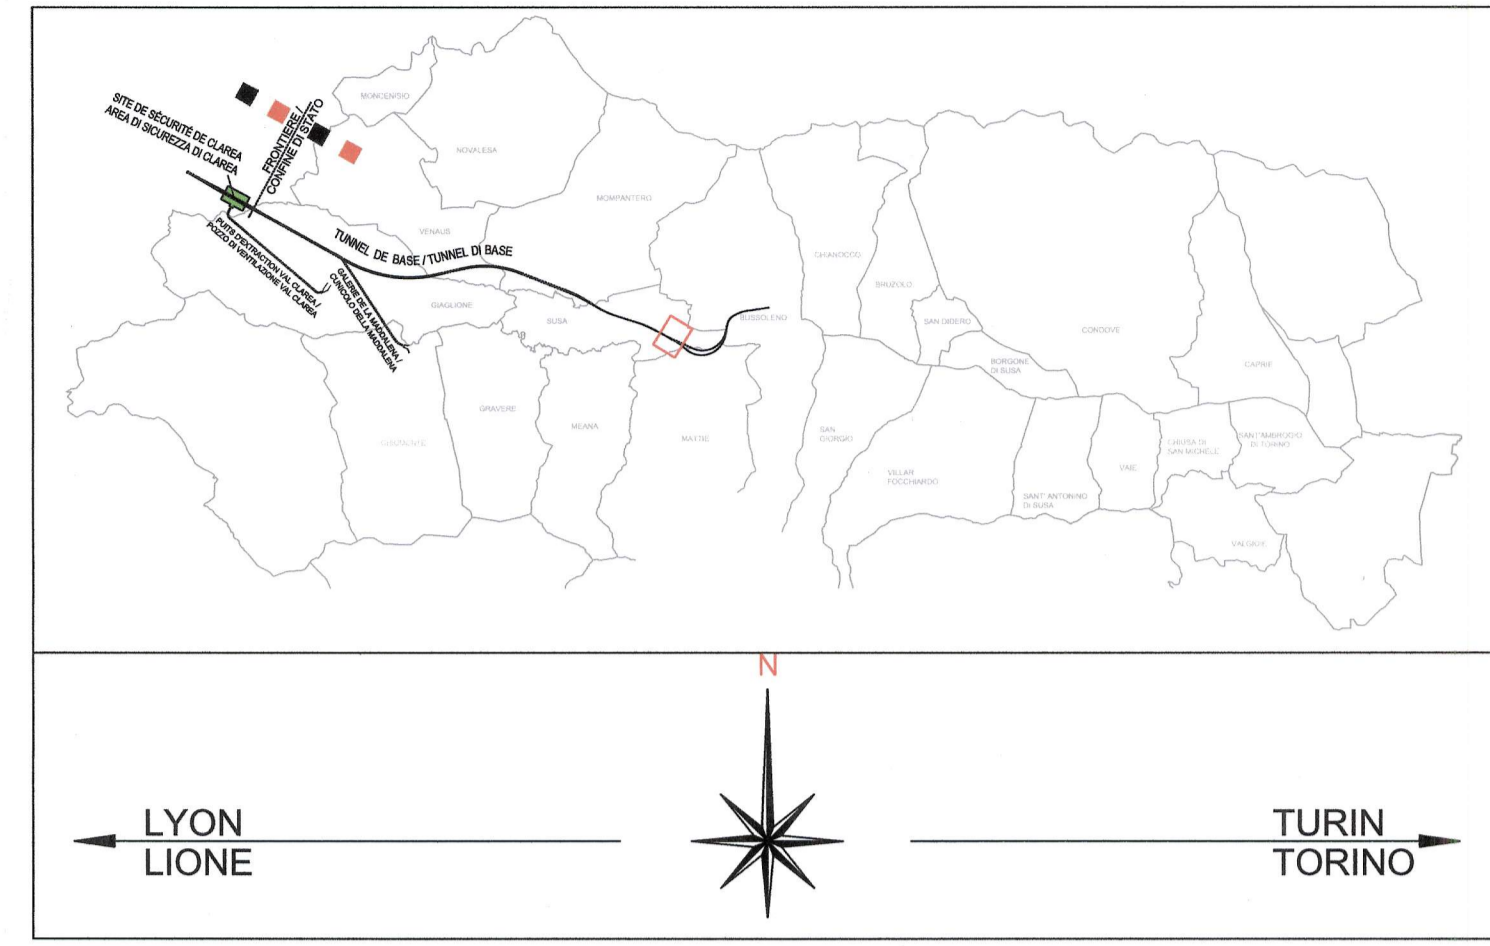 SITE DE SÉCURITÉ DE CLAREA
AREA DI SICUREZZA DI CLAREA
FRONTIERE /
CONFINE DI STATO
MONCENISIO
NOVALESA
MOMPANTERO
VENAUS
TUNNEL DE BASE / TUNNEL DI BASE
PUITS D'EXTRACTION VAL CLAREA /
POZZO DI VENTILAZIONE VAL CLAREA
GALERIE DE LA MADDALENA /
CUNICOLO DELLA MADDALENA
GIAGLIONE
SUSA
BUSSOLENO
CHIANOCCO
BRUZOLO
SAN DIDERO
BORGONE
DI SUSA
CONDOVE
CAPRIE
GRAVERE
MEANA
MATTIE
SAN
GIORGIO
VILLAR
FOCCHIARDO
SANT'ANTONINO
DI SUSA
VAIE
CHIUSA DI
SAN MICHELE
SANT'AMBROGIO
DI TORINO
VALGIOIE
N
LYON
LIONE
TURIN
TORINO